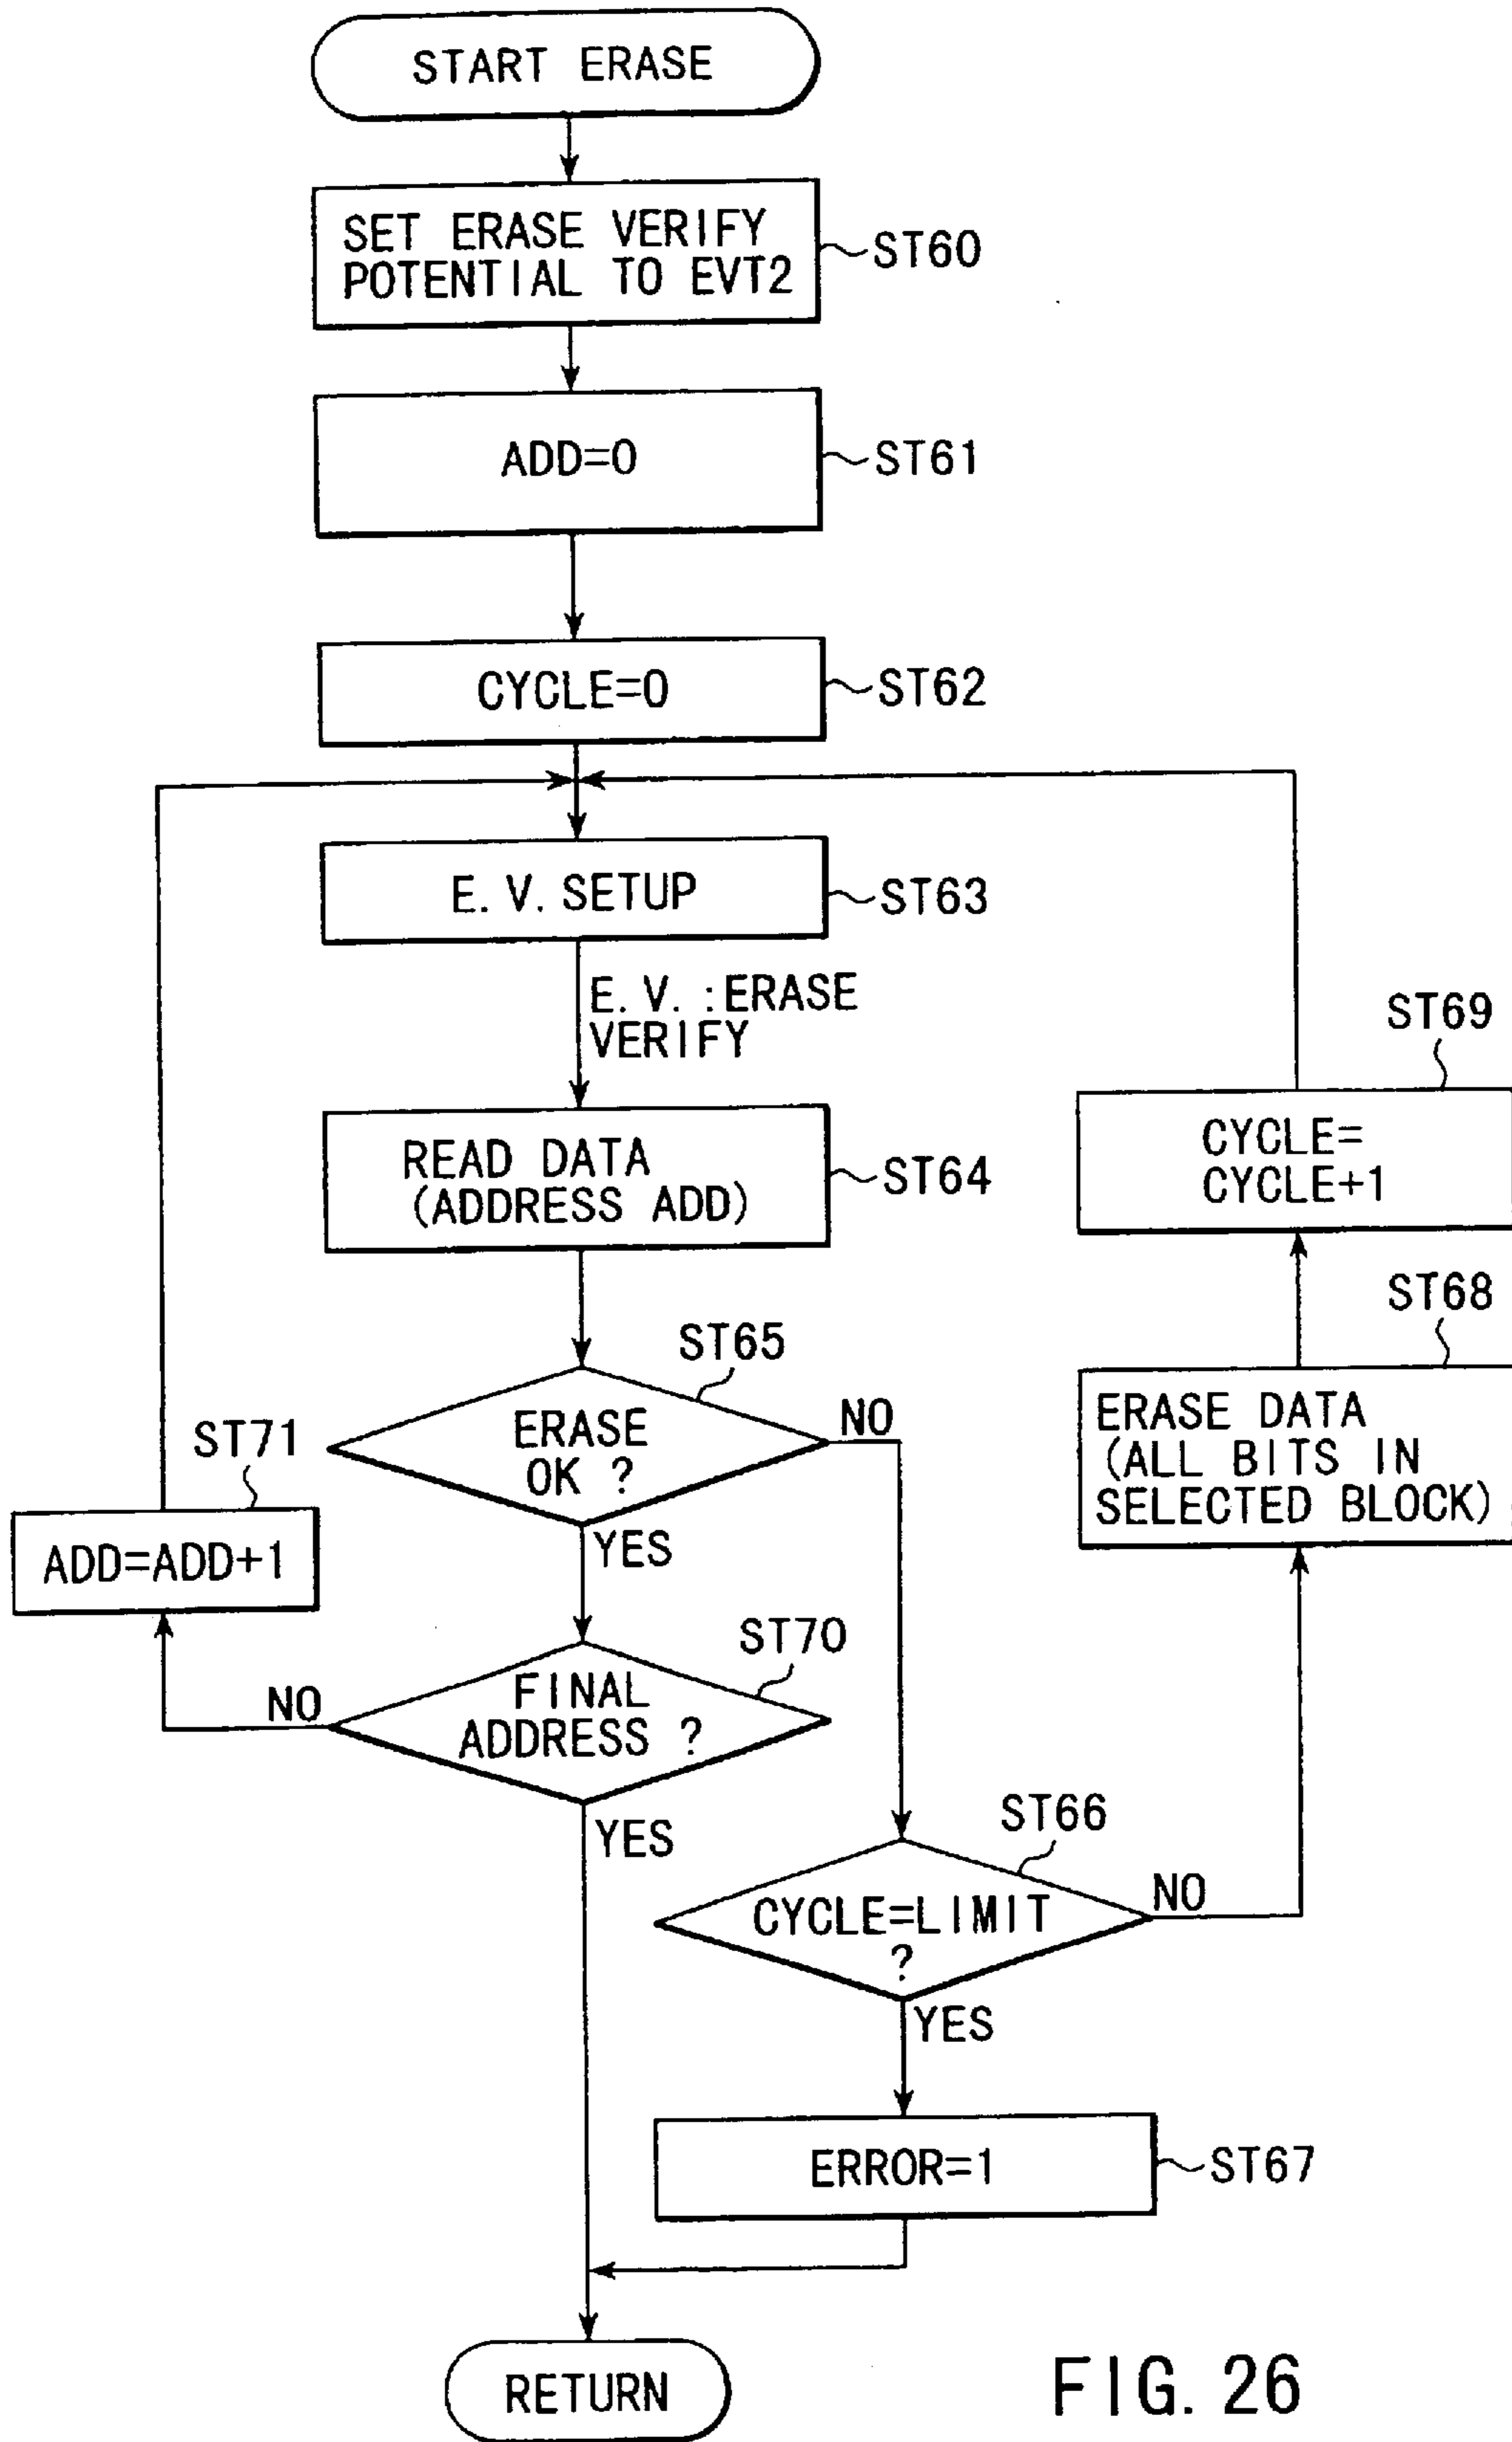 START ERASE
SET ERASE VERIFY
POTENTIAL TO EVT2
ST60
ADD=0
ST61
CYCLE=0
ST62
E. V. SETUP
ST63
E. V. :ERASE
VERIFY
READ DATA
(ADDRESS ADD)
ST64
ST69
CYCLE=
CYCLE+1
ST68
ERASE DATA
(ALL BITS IN
SELECTED BLOCK)
ST65
ERASE
OK ?
NO
YES
ST71
ADD=ADD+1
ST70
FINAL
ADDRESS ?
NO
YES
ST66
CYCLE=LIMIT
?
NO
YES
ERROR=1
ST67
RETURN
FIG. 26